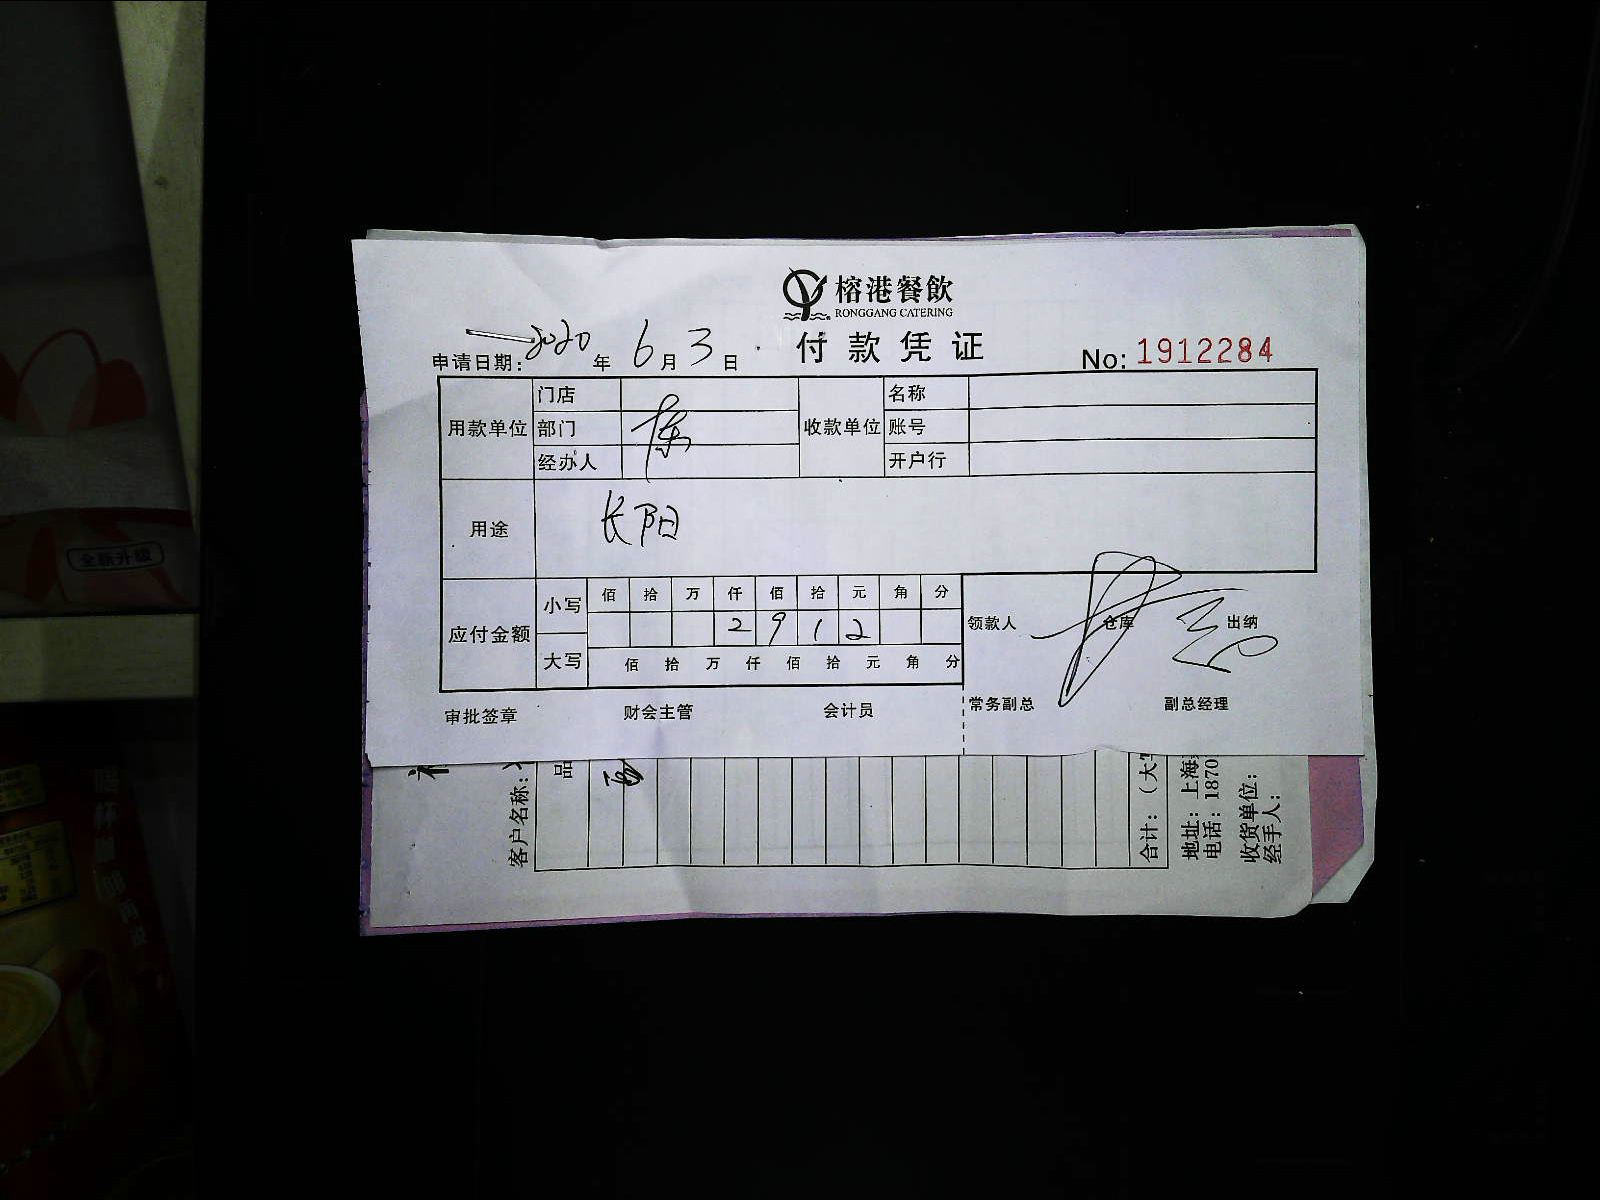 榕港餐飲
RONGGANG CATERING
付款凭证
申请日期: 2020 年 6 月 3 日
No: 1912284
用款单位 门店 收款单位 名称
部门 账号
经办人 开户行
用途 长阳
应付金额 小写 佰 拾 万 仟 佰 拾 元 角 分
2 9 1 2
大写 佰 拾 万 仟 佰 拾 元 角 分
领款人 仓库 出纳
审批签章 财会主管 会计员 常务副总 副总经理
客户名称:
品
合计:(大写
地址: 上海
电话: 1870
收货单位:
经手人:
全新升级